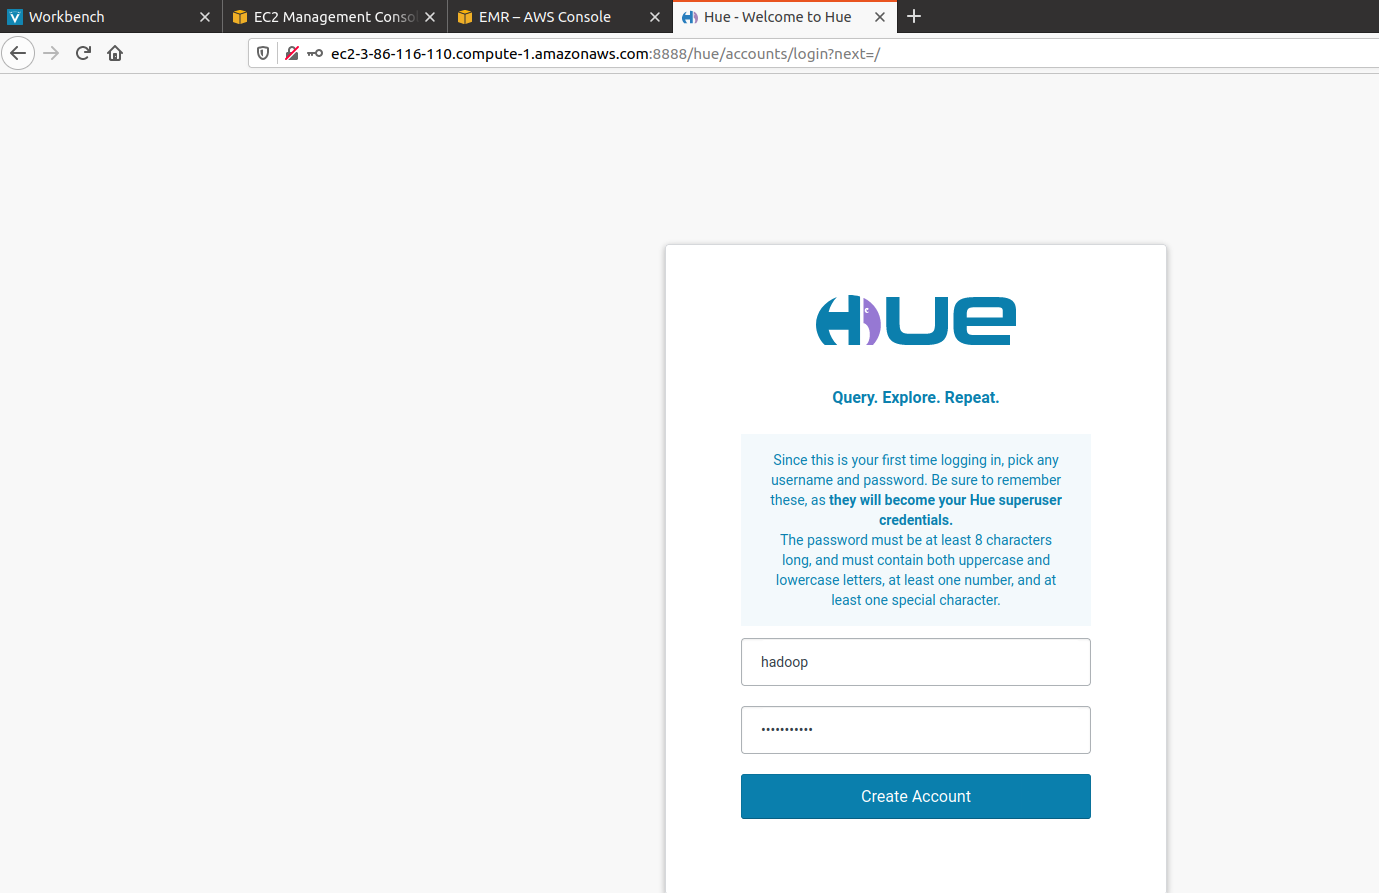 Workbench
EC2 Management Conso
EMR – AWS Console
Hue - Welcome to Hue
ec2-3-86-116-110.compute-1.amazonaws.com:8888/hue/accounts/login?next=/
HUE
Query. Explore. Repeat.
Since this is your first time logging in, pick any
username and password. Be sure to remember
these, as they will become your Hue superuser
credentials.
The password must be at least 8 characters
long, and must contain both uppercase and
lowercase letters, at least one number, and at
least one special character.
hadoop
•••••••••••
Create Account